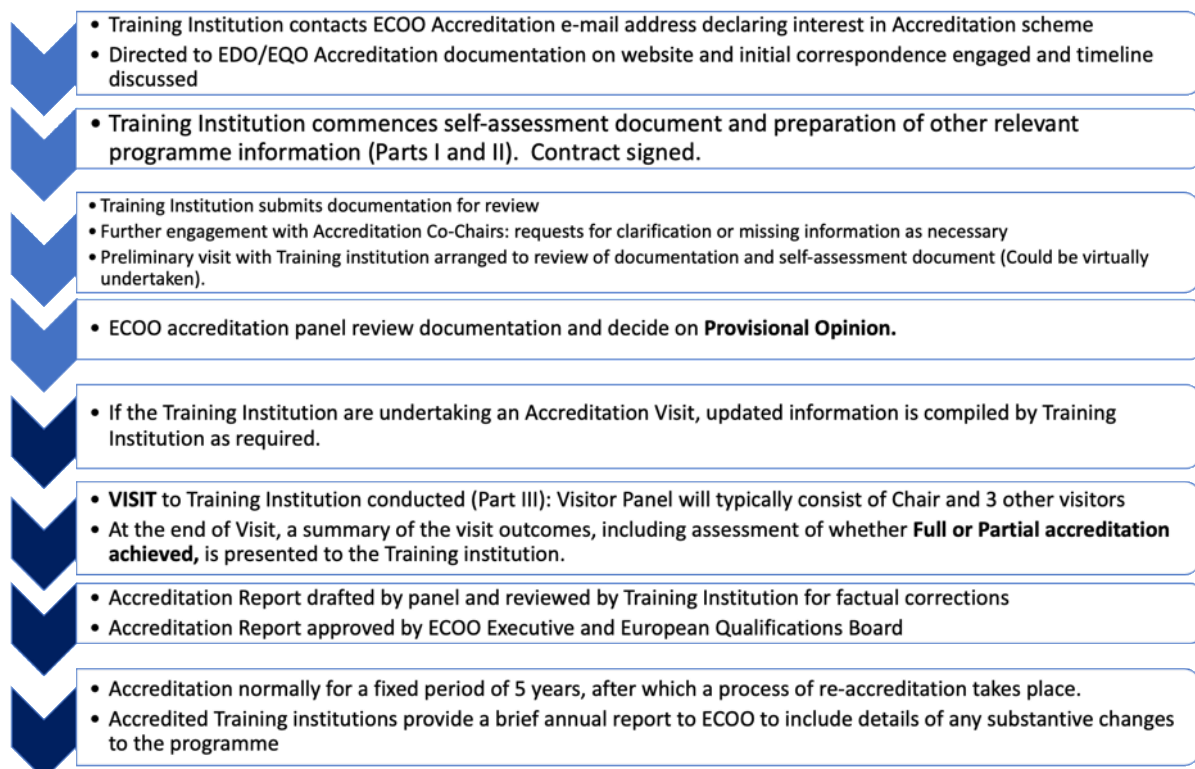 • Training Institution contacts ECOO Accreditation e-mail address declaring interest in Accreditation scheme
• Directed to EDO/EQO Accreditation documentation on website and initial correspondence engaged and timeline
discussed
• Training Institution commences self-assessment document and preparation of other relevant
programme information (Parts I and II).  Contract signed.
• Training Institution submits documentation for review
• Further engagement with Accreditation Co-Chairs: requests for clarification or missing information as necessary
• Preliminary visit with Training institution arranged to review of documentation and self-assessment document (Could be virtually
undertaken).
• ECOO accreditation panel review documentation and decide on Provisional Opinion.
• If the Training Institution are undertaking an Accreditation Visit, updated information is compiled by Training
Institution as required.
• VISIT to Training Institution conducted (Part III): Visitor Panel will typically consist of Chair and 3 other visitors
• At the end of Visit, a summary of the visit outcomes, including assessment of whether Full or Partial accreditation
achieved, is presented to the Training institution.
• Accreditation Report drafted by panel and reviewed by Training Institution for factual corrections
• Accreditation Report approved by ECOO Executive and European Qualifications Board
• Accreditation normally for a fixed period of 5 years, after which a process of re-accreditation takes place.
• Accredited Training institutions provide a brief annual report to ECOO to include details of any substantive changes
to the programme